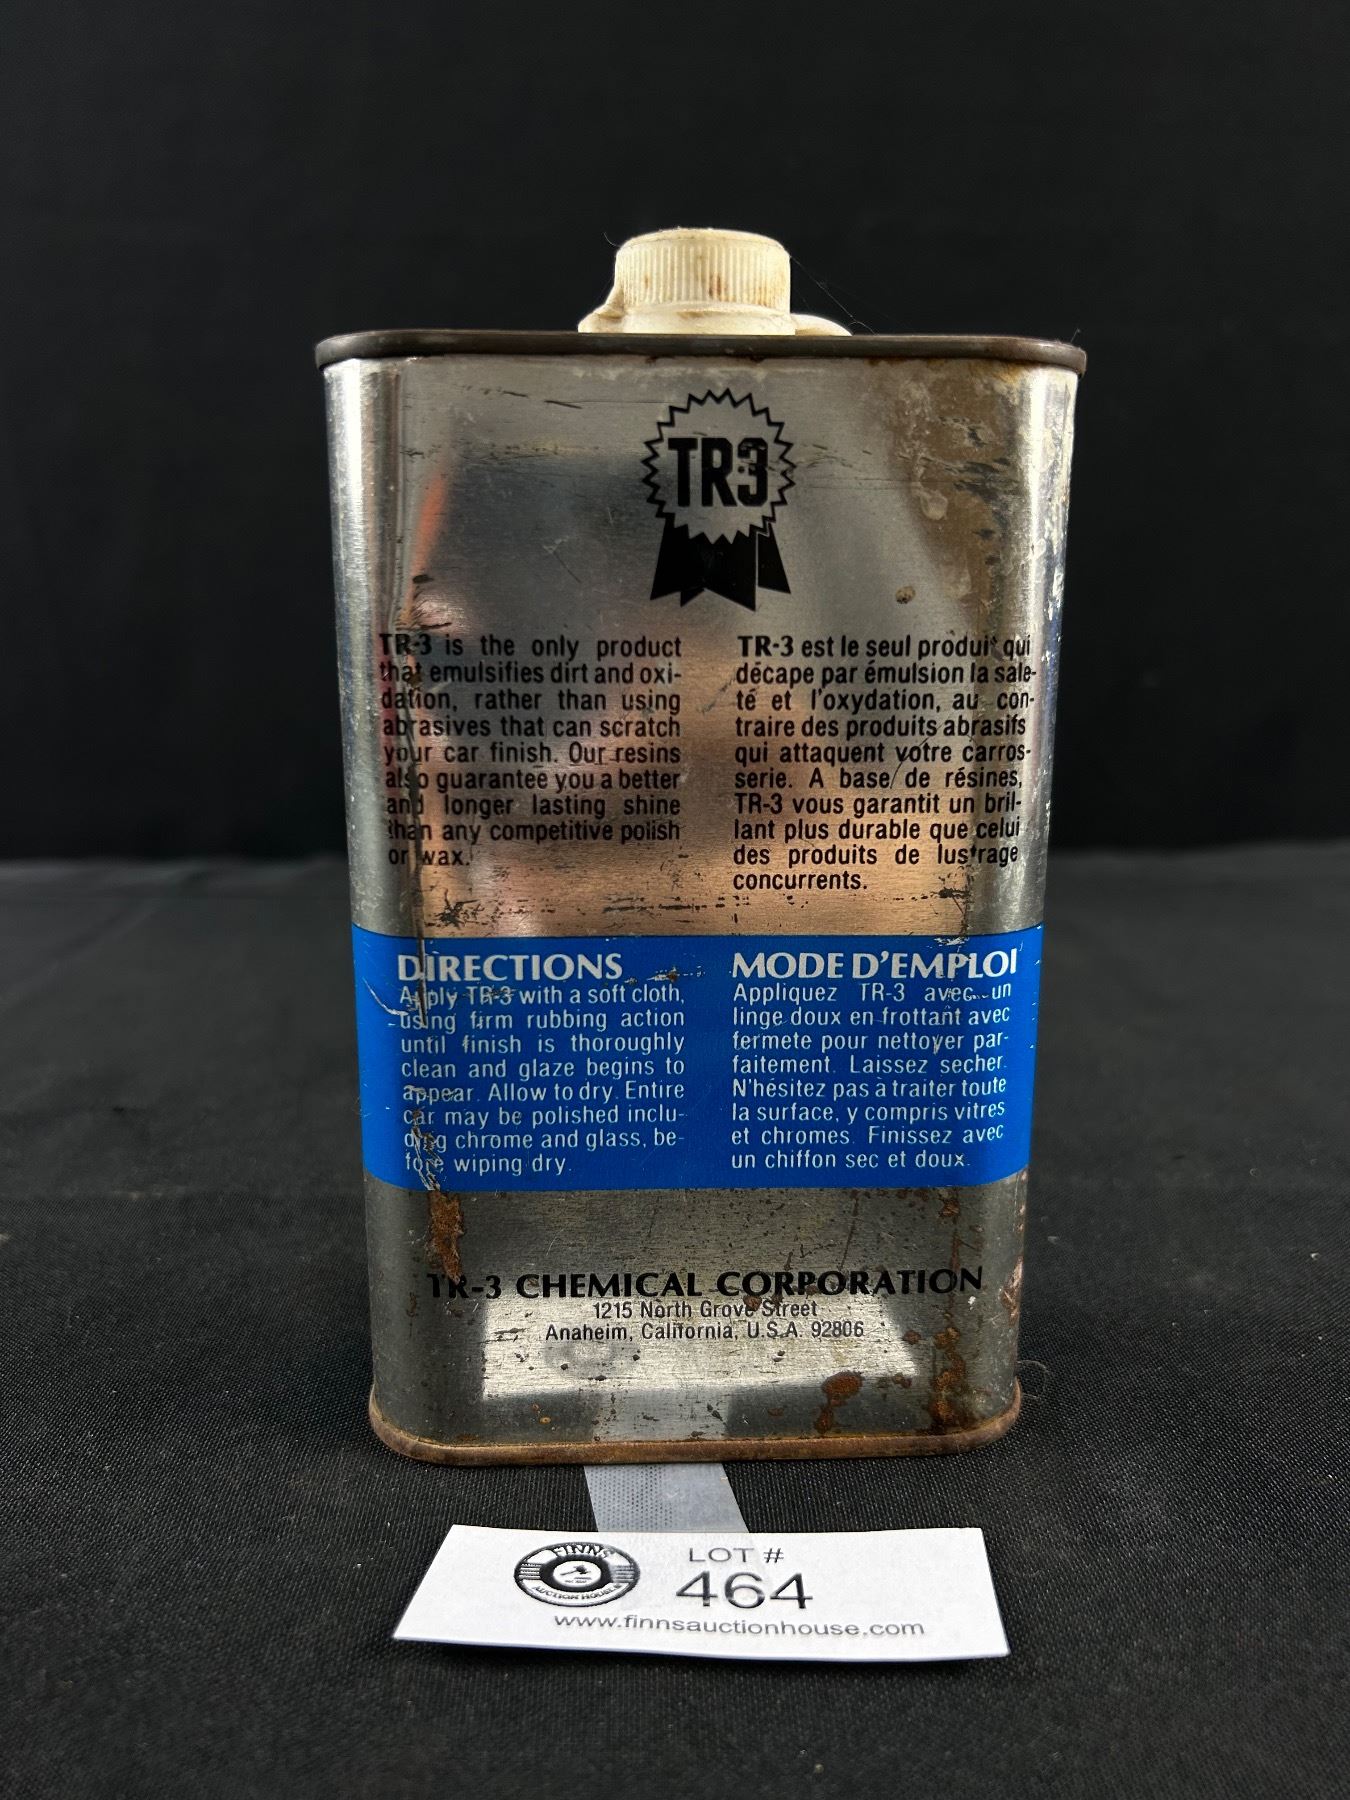 TR3
TR-3 is the only product
that emulsifies dirt and oxi-
dation, rather than using
abrasives that can scratch
your car finish. Our resins
also guarantee you a better
and longer lasting shine
than any competitive polish
or wax.
TR-3 est le seul produit qui
décape par émulsion la sale-
té et l'oxydation, au con-
traire des produits abrasifs
qui attaquent votre carros-
serie. A base de résines,
TR-3 vous garantit un bril-
lant plus durable que celui
des produits de lustrage
concurrents.
DIRECTIONS
Apply TR-3 with a soft cloth,
using firm rubbing action
until finish is thoroughly
clean and glaze begins to
appear. Allow to dry. Entire
car may be polished inclu-
ding chrome and glass, be-
fore wiping dry.
MODE D'EMPLOI
Appliquez TR-3 avec un
linge doux en frottant avec
fermete pour nettoyer par-
faitement. Laissez secher.
N'hésitez pas à traiter toute
la surface, y compris vitres
et chromes. Finissez avec
un chiffon sec et doux.
TR-3 CHEMICAL CORPORATION
1215 North Grove Street
Anaheim, California, U.S.A. 92806
FINNS
AUCTION HOUSE
LOT #
464
www.finnsauctionhouse.com